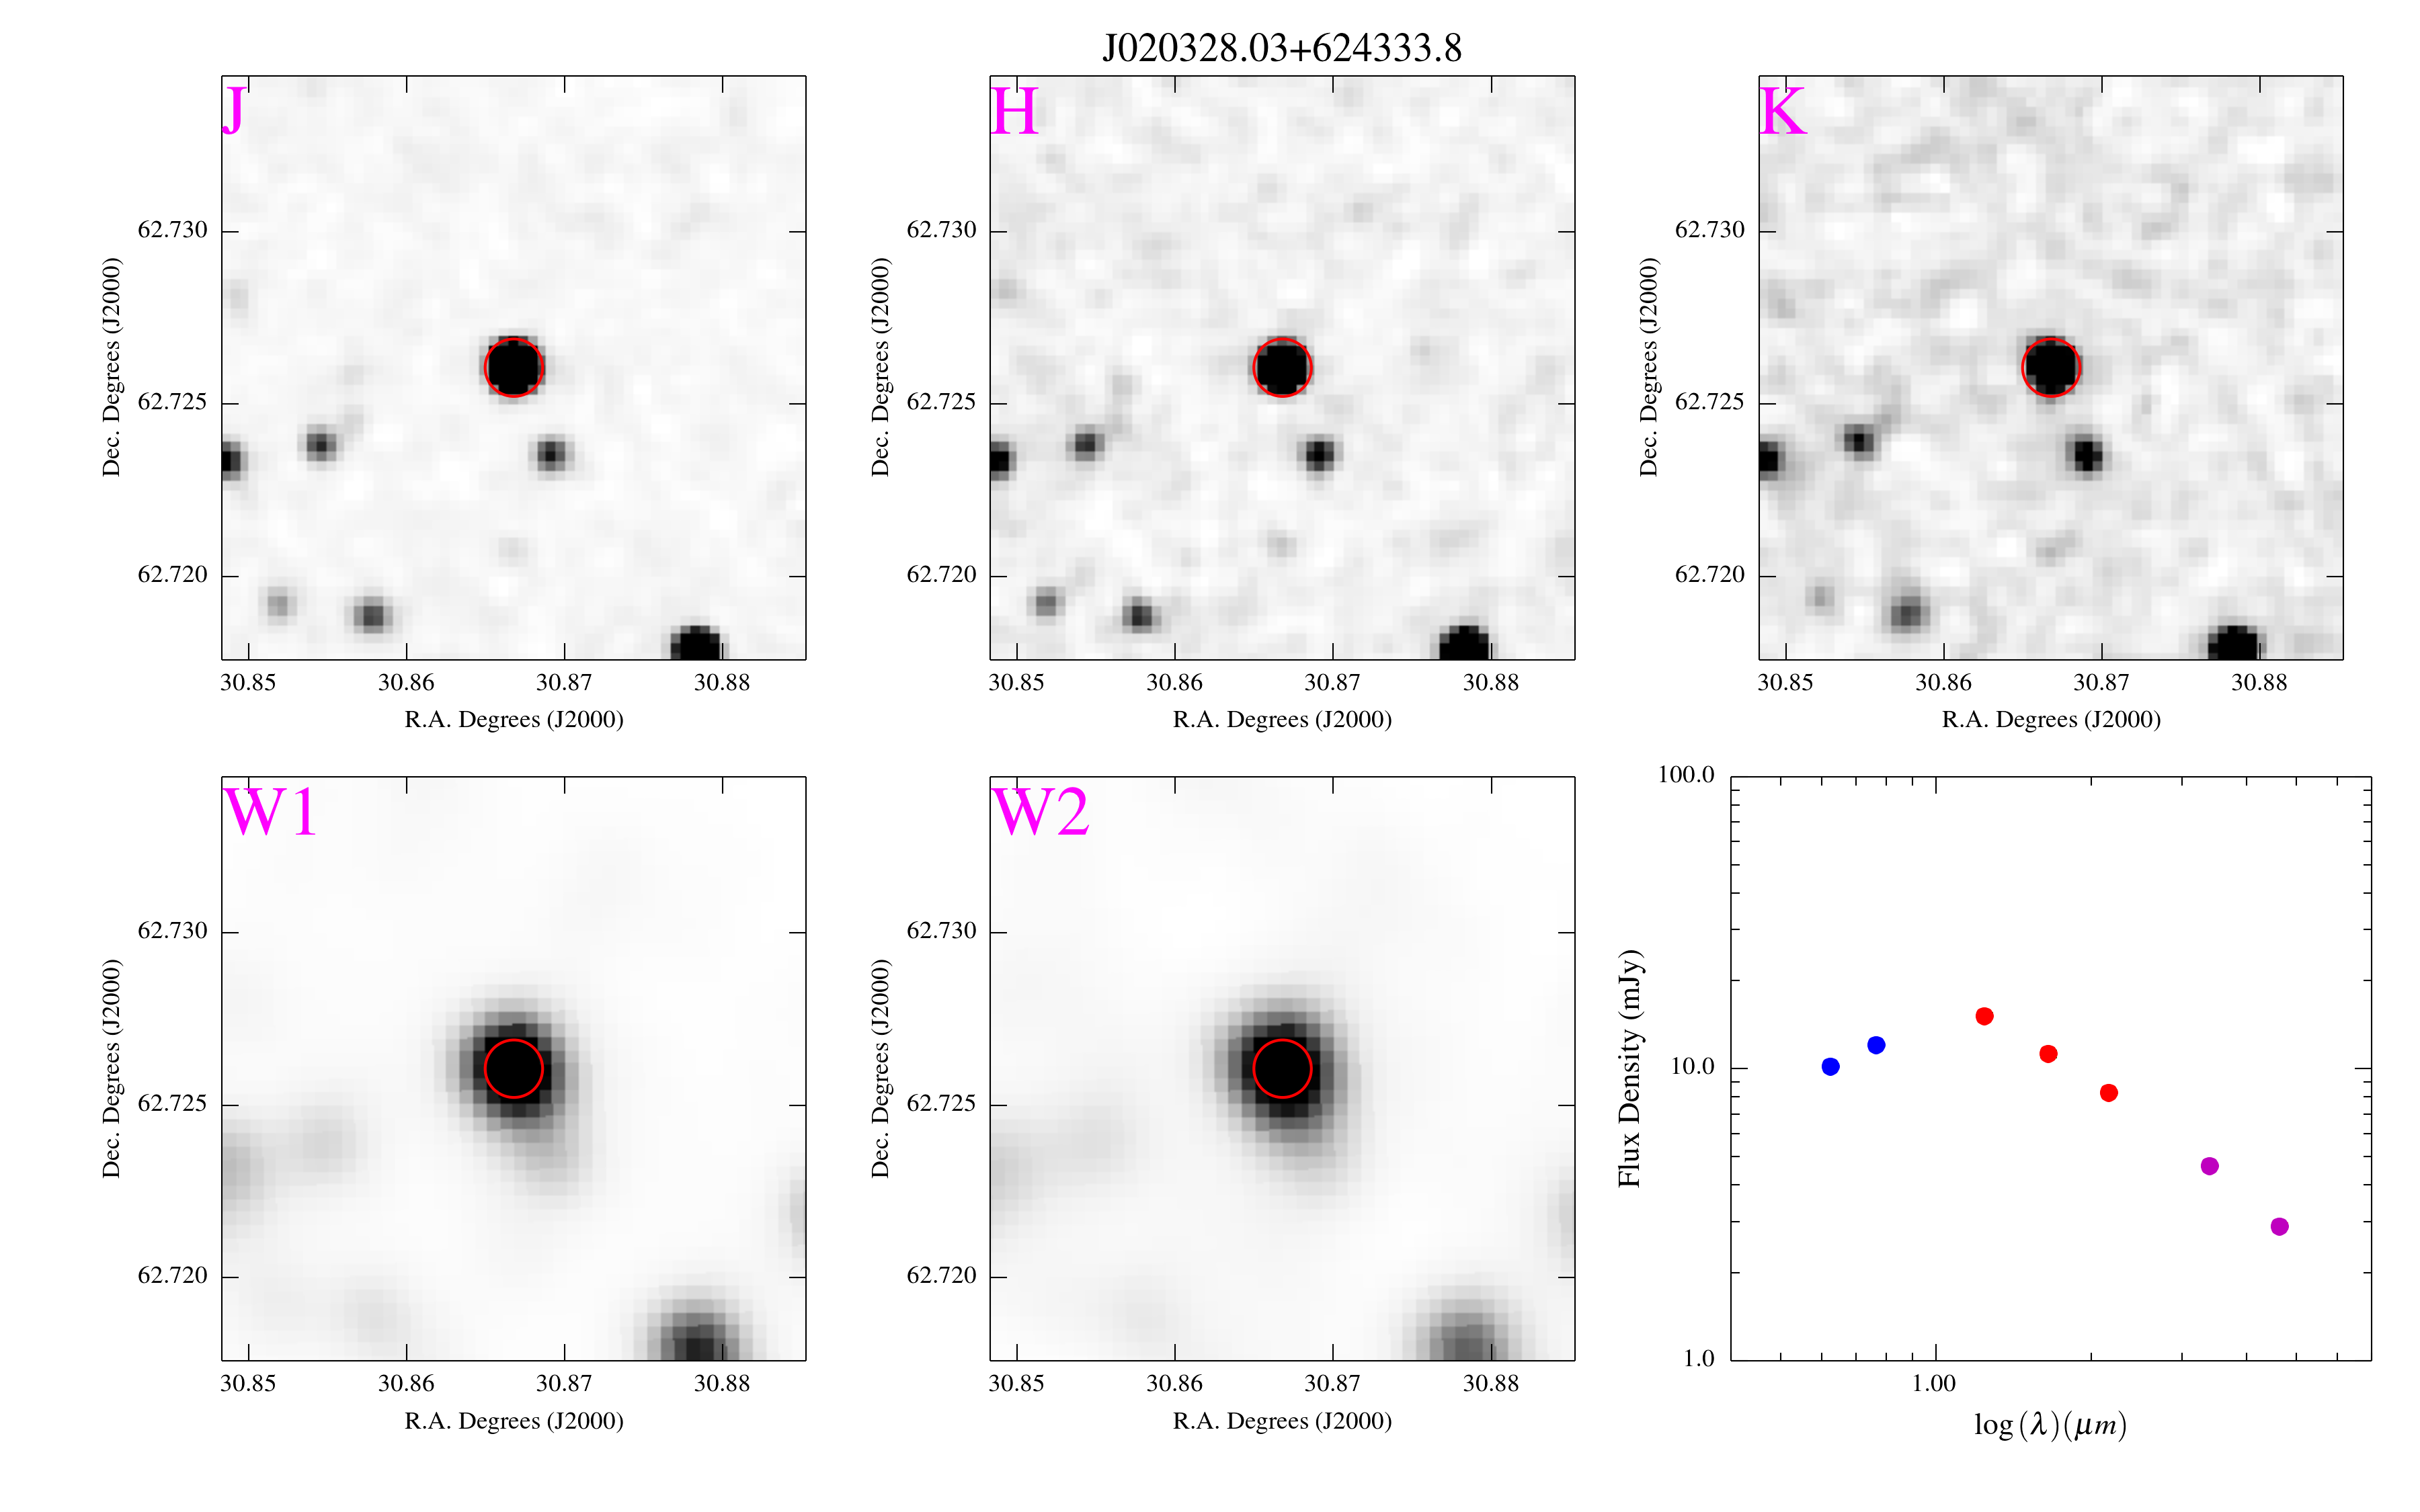 J020328.03+624333.8
J
62.730
62.725
62.720
Dec. Degrees (J2000)
30.85 30.86 30.87 30.88
R.A. Degrees (J2000)
H
62.730
62.725
62.720
Dec. Degrees (J2000)
30.85 30.86 30.87 30.88
R.A. Degrees (J2000)
K
62.730
62.725
62.720
Dec. Degrees (J2000)
30.85 30.86 30.87 30.88
R.A. Degrees (J2000)
W1
62.730
62.725
62.720
Dec. Degrees (J2000)
30.85 30.86 30.87 30.88
R.A. Degrees (J2000)
W2
62.730
62.725
62.720
Dec. Degrees (J2000)
30.85 30.86 30.87 30.88
R.A. Degrees (J2000)
100.0
10.0
1.0
Flux Density (mJy)
1.00
log (λ)(μm)